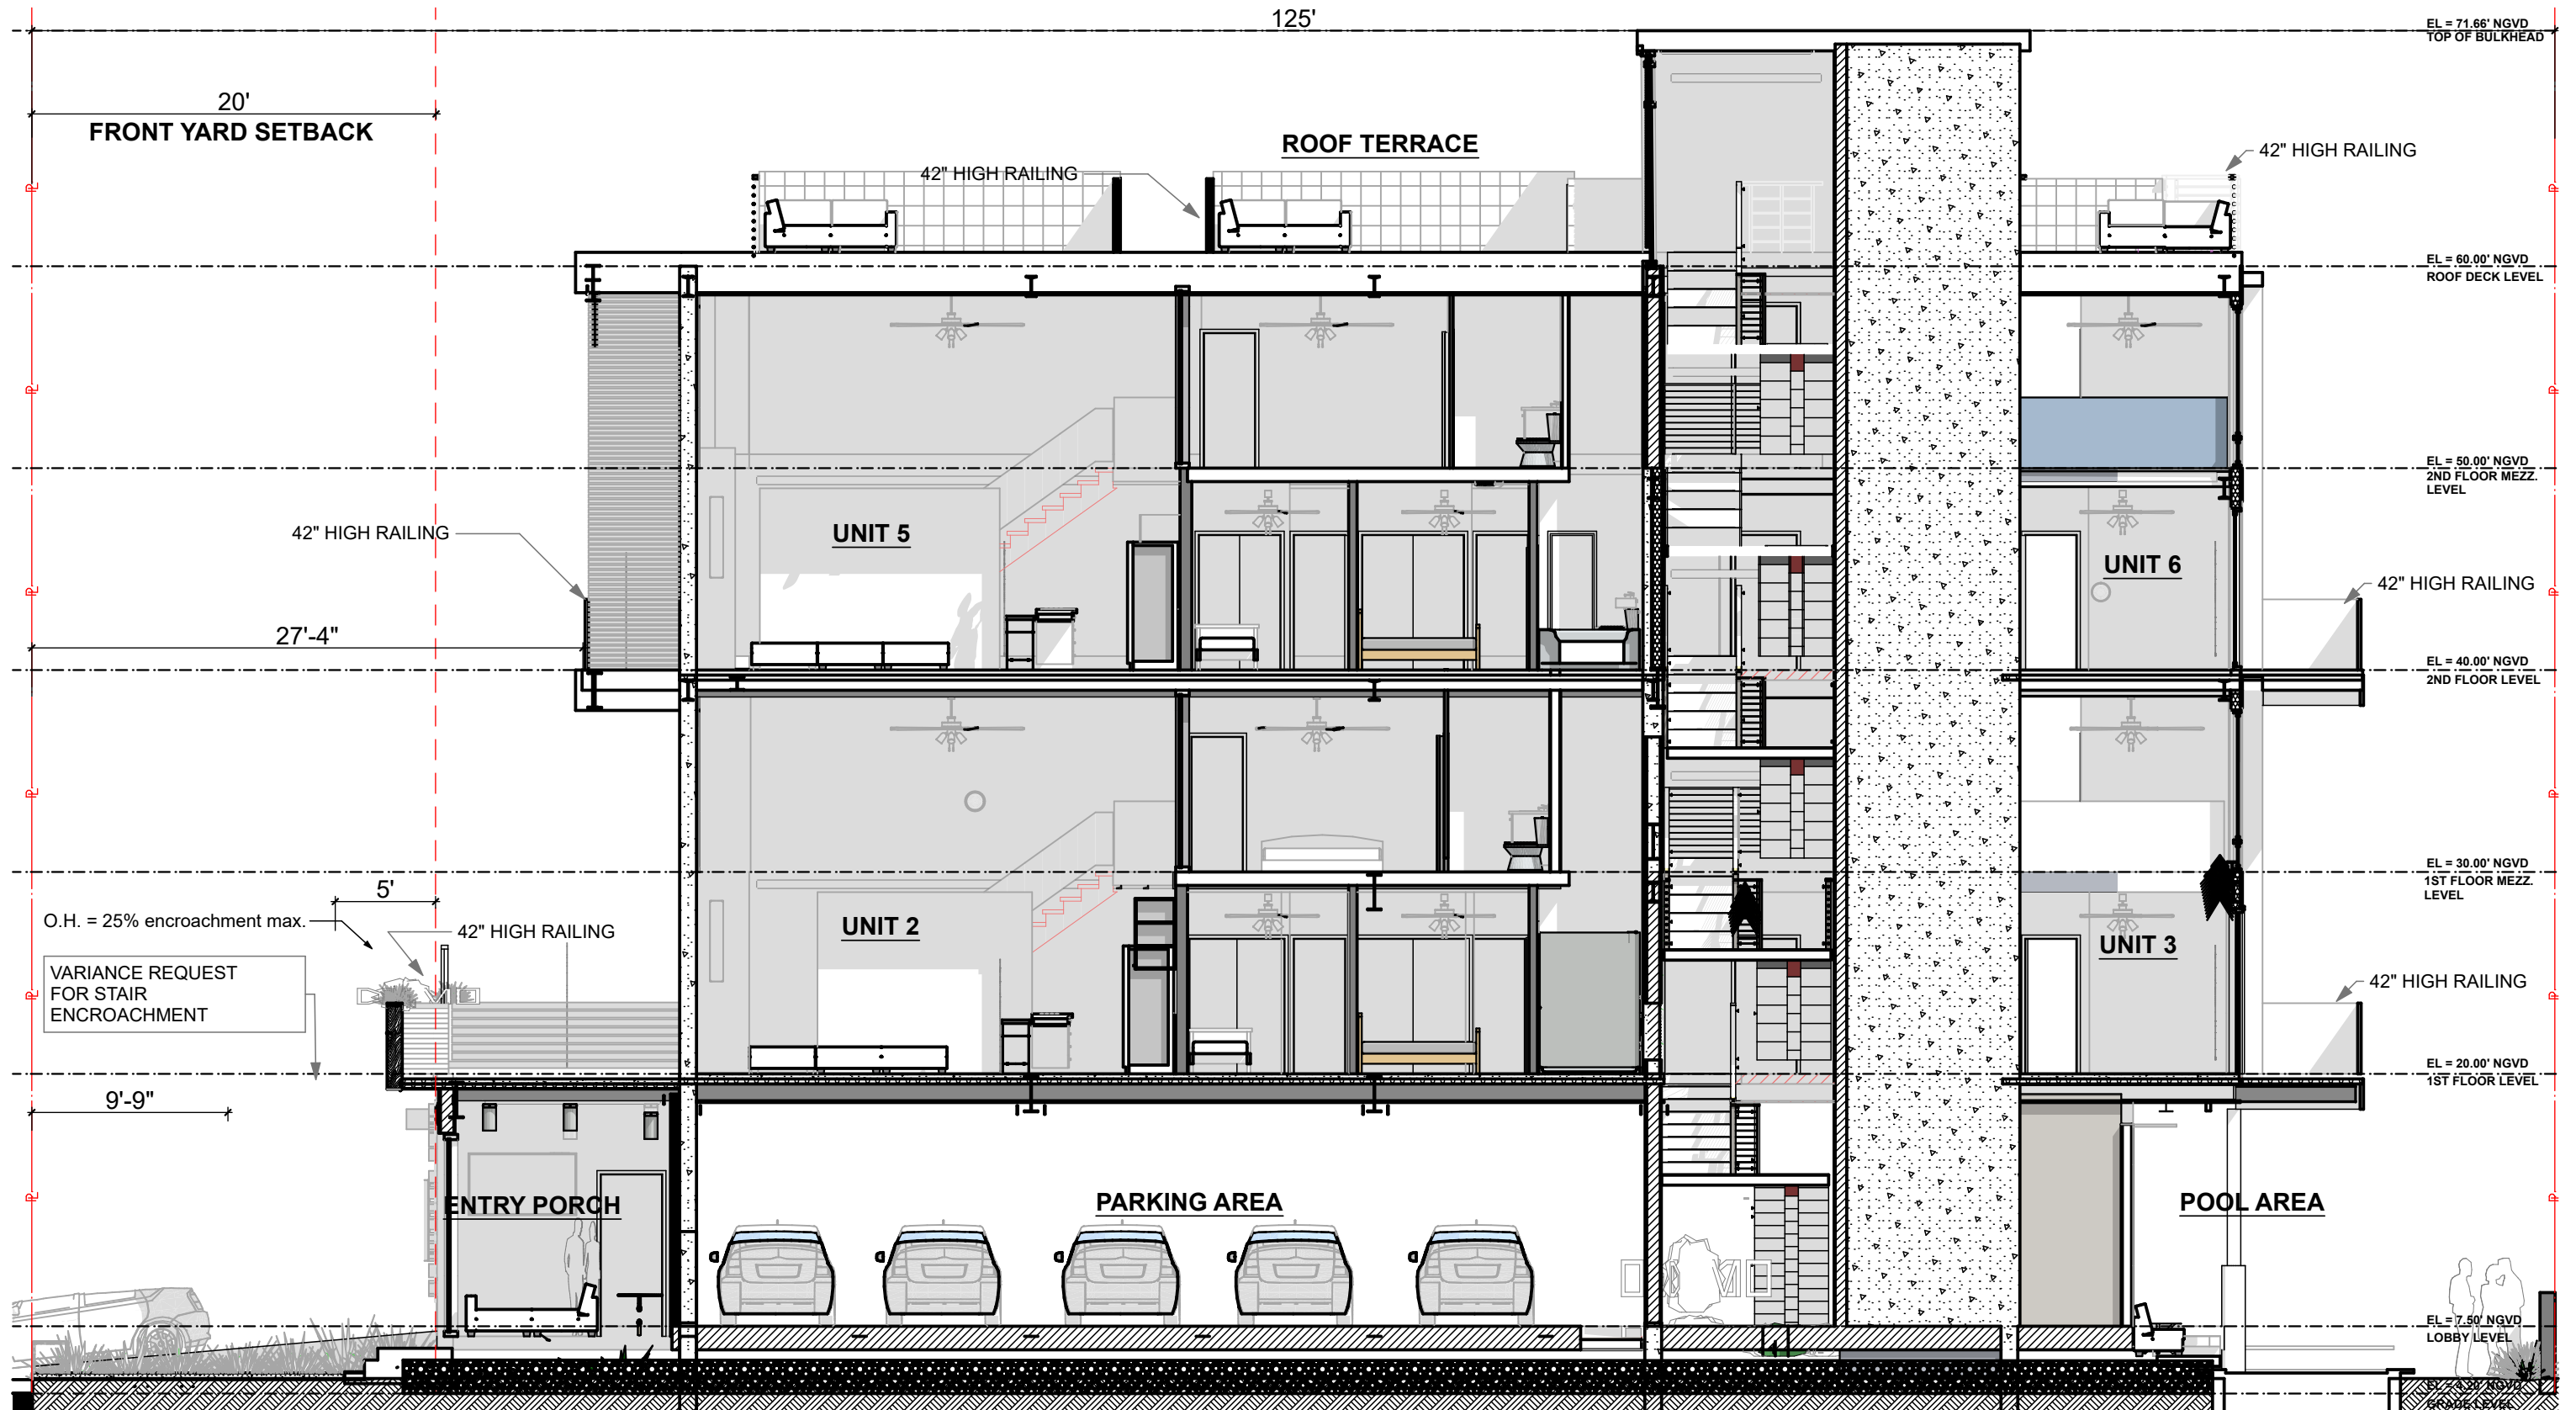 125'
EL = 71.66' NGVD
TOP OF BULKHEAD
20'
FRONT YARD SETBACK
ROOF TERRACE
42" HIGH RAILING
42" HIGH RAILING
EL = 60.00' NGVD
ROOF DECK LEVEL
EL = 50.00' NGVD
2ND FLOOR MEZZ.
LEVEL
42" HIGH RAILING
UNIT 5
UNIT 6
42" HIGH RAILING
27'-4"
EL = 40.00' NGVD
2ND FLOOR LEVEL
EL = 30.00' NGVD
1ST FLOOR MEZZ.
LEVEL
5'
O.H. = 25% encroachment max.
42" HIGH RAILING
UNIT 2
UNIT 3
VARIANCE REQUEST
FOR STAIR
ENCROACHMENT
42" HIGH RAILING
EL = 20.00' NGVD
1ST FLOOR LEVEL
9'-9"
ENTRY PORCH
PARKING AREA
POOL AREA
EL = 7.50' NGVD
LOBBY LEVEL
GRADE LEVEL